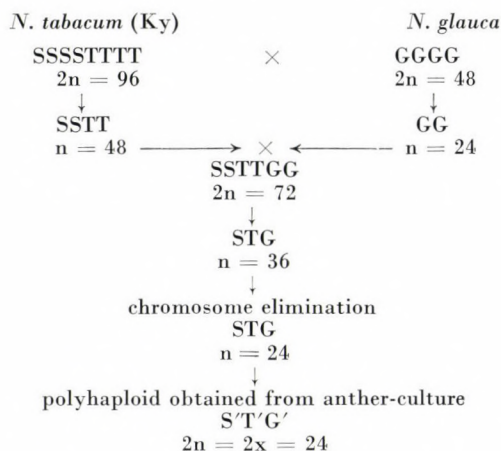 N. tabacum (Ky) N. glauca
SSSSTTTT × GGGG
2n = 96 2n = 48
↓ ↓
SSTT GG
n = 48 ⟶ × ⟵ n = 24
SSTTGG
2n = 72
↓
STG
n = 36
↓
chromosome elimination
STG
n = 24
↓
polyhaploid obtained from anther-culture
S'T'G'
2n = 2x = 24